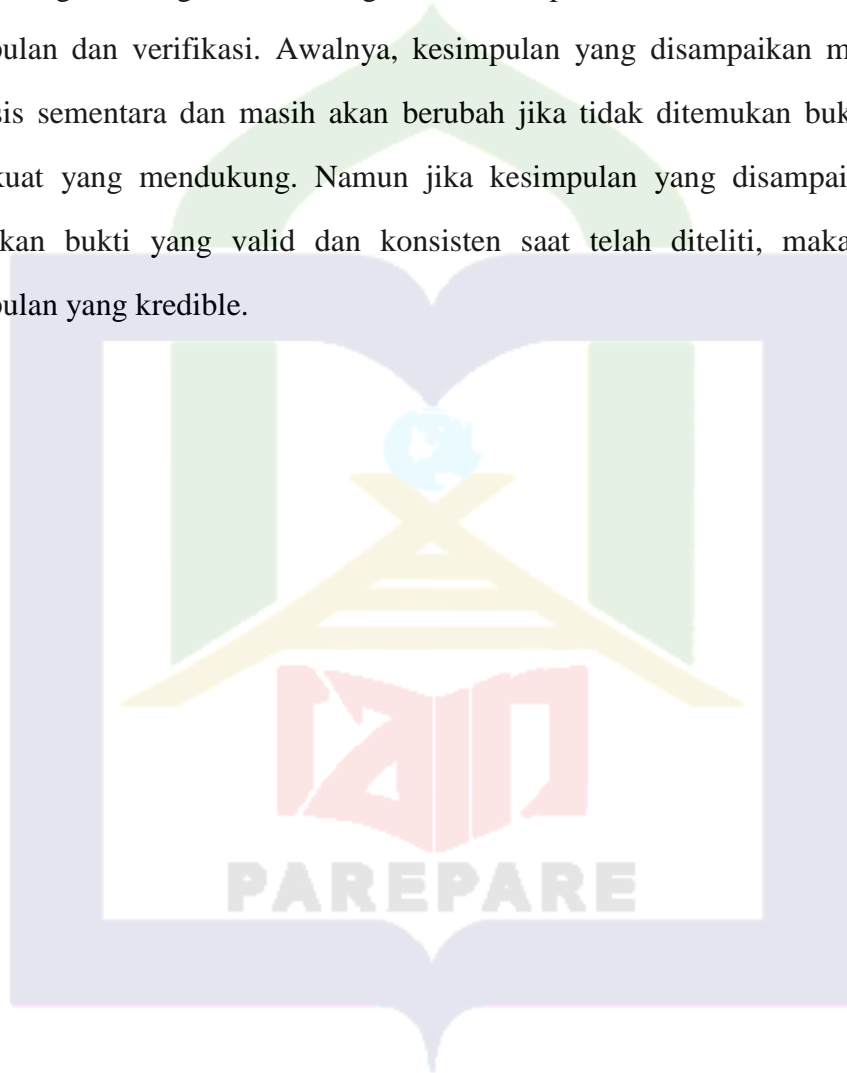 pulan dan verifikasi. Awalnya, kesimpulan yang disampaikan m
sis sementara dan masih akan berubah jika tidak ditemukan buk
kuat yang mendukung. Namun jika kesimpulan yang disampai
kan bukti yang valid dan konsisten saat telah diteliti, maka
pulan yang kredible.
iain
PAREPARE